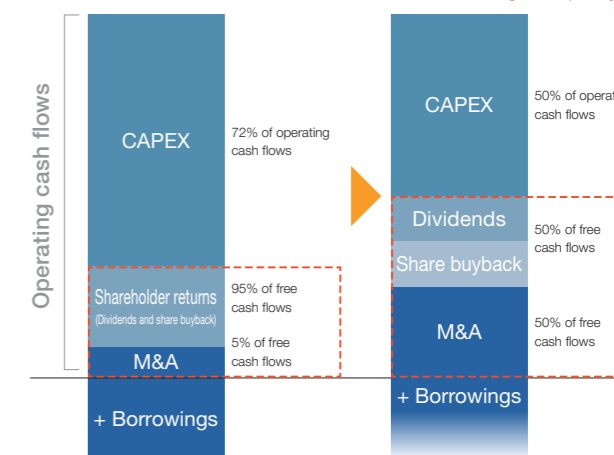 Operating cash flows
CAPEX
72% of operating
cash flows
Shareholder returns
(Dividends and share buyback)
95% of free
cash flows
M&A
5% of free
cash flows
+ Borrowings
CAPEX
50% of
cash flows
Dividends
Share buyback
50% of free
cash flows
M&A
50% of free
cash flows
+ Borrowings